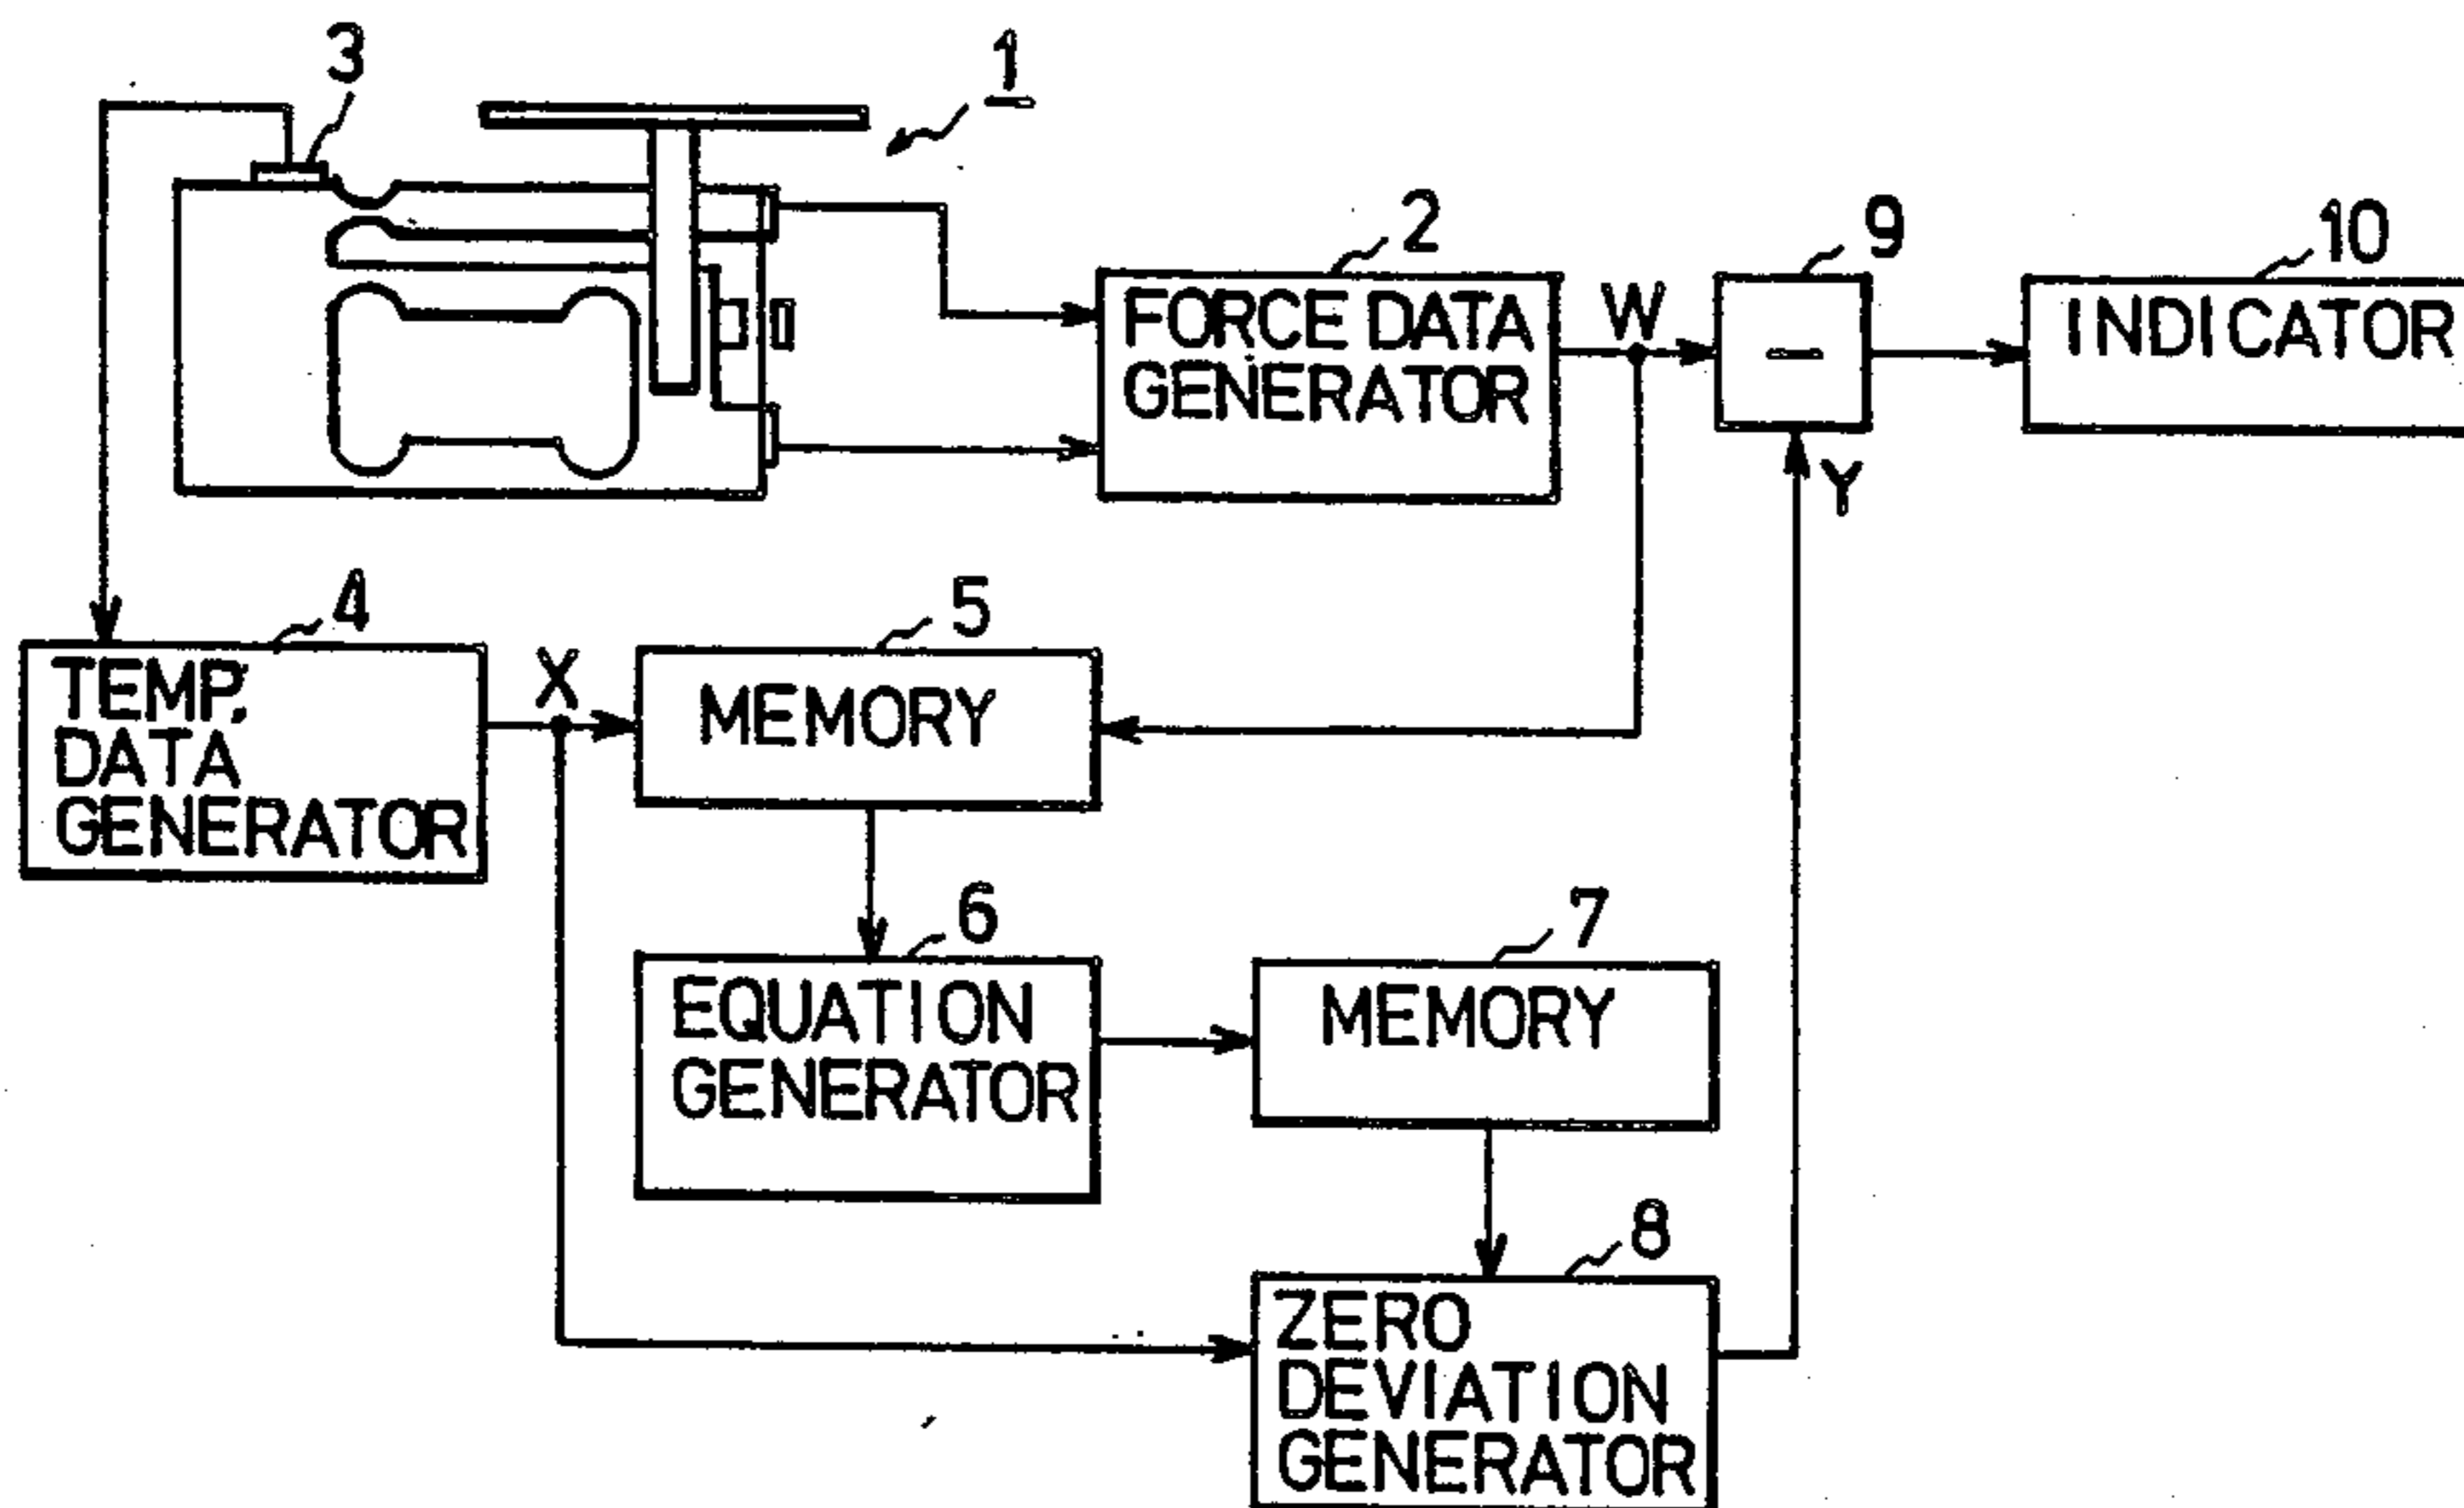 3
1
2
9
10
FORCE DATA
GENERATOR
W
−
INDICATOR
Y
4
5
TEMP.
DATA
GENERATOR
X
MEMORY
6
7
EQUATION
GENERATOR
MEMORY
8
ZERO
DEVIATION
GENERATOR